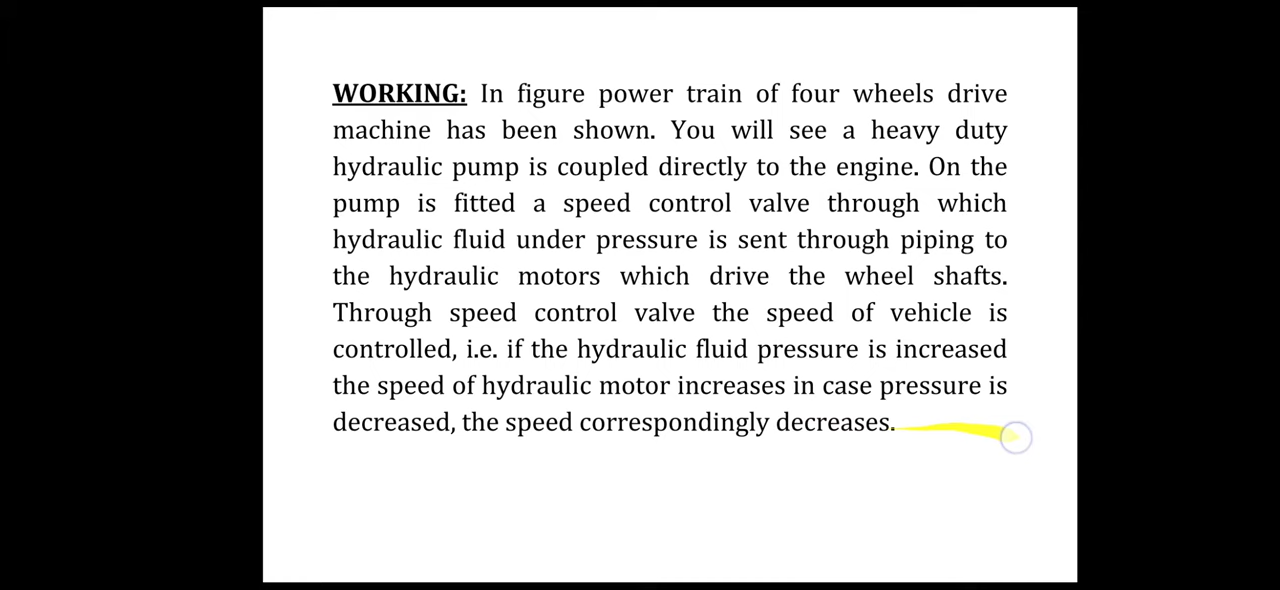 WORKING: In figure power train of four wheels drive
machine has been shown. You will see a heavy duty
hydraulic pump is coupled directly to the engine. On the
pump is fitted a speed control valve through which
hydraulic fluid under pressure is sent through piping to
the hydraulic motors which drive the wheel shafts.
Through speed control valve the speed of vehicle is
controlled, i.e. if the hydraulic fluid pressure is increased
the speed of hydraulic motor increases in case pressure is
decreased, the speed correspondingly decreases.